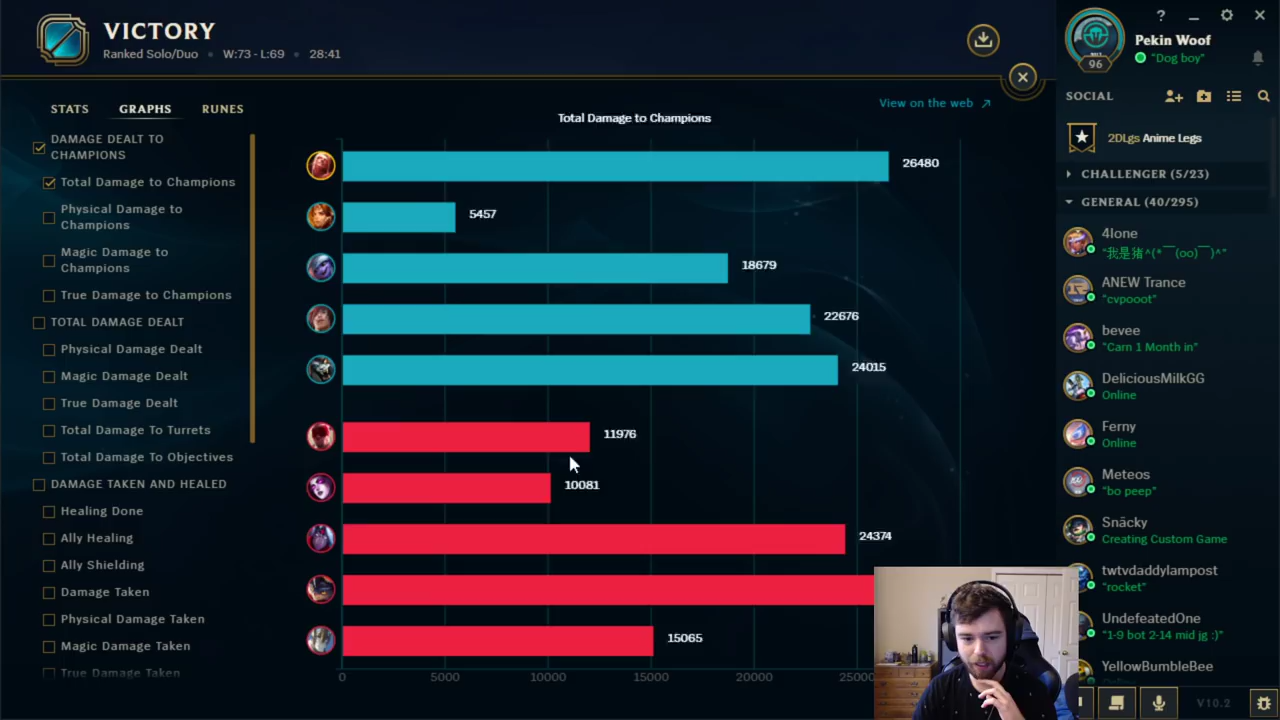 VICTORY
Ranked Solo/Duo • W:73 - L:69 • 28:41
STATS
GRAPHS
RUNES
View on the web
DAMAGE DEALT TO
CHAMPIONS
Total Damage to Champions
Physical Damage to
Champions
Magic Damage to
Champions
True Damage to Champions
TOTAL DAMAGE DEALT
Physical Damage Dealt
Magic Damage Dealt
True Damage Dealt
Total Damage To Turrets
Total Damage To Objectives
DAMAGE TAKEN AND HEALED
Healing Done
Ally Healing
Ally Shielding
Damage Taken
Physical Damage Taken
Magic Damage Taken
True Damage Taken
Total Damage to Champions
26480
5457
18679
22676
24015
11976
10081
24374
15065
0 5000 10000 15000 20000 25000
?
96
Pekin Woof
"Dog boy"
SOCIAL
2DLgs Anime Legs
CHALLENGER (5/23)
GENERAL (40/295)
4lone
"我是猪^(*￣(oo)￣)^"
ANEW Trance
"cvpooot"
bevee
"Carn 1 Month in"
DeliciousMilkGG
Online
Ferny
Online
Meteos
"bo peep"
Snäcky
Creating Custom Game
twtvdaddylampost
"rocket"
UndefeatedOne
"1-9 bot 2-14 mid jg :)"
YellowBumbleBee
Online
V10.2